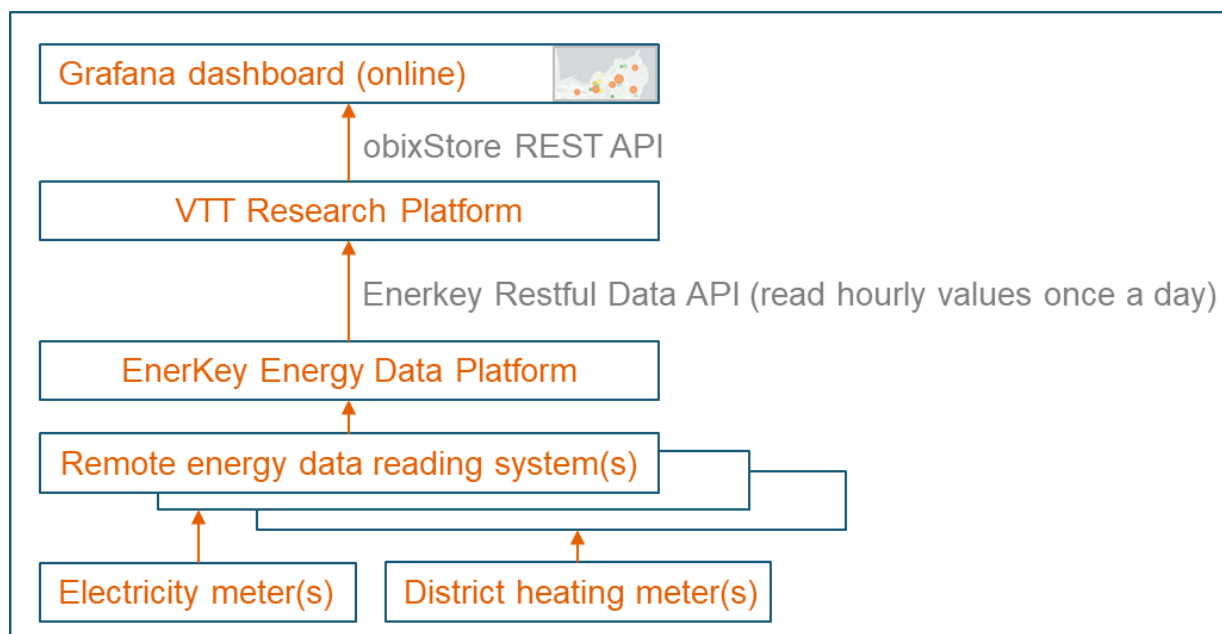 Grafana dashboard (online)
obixStore REST API
VTT Research Platform
Enerkey Restful Data API (read hourly values once a day)
EnerKey Energy Data Platform
Remote energy data reading system(s)
Electricity meter(s)
District heating meter(s)